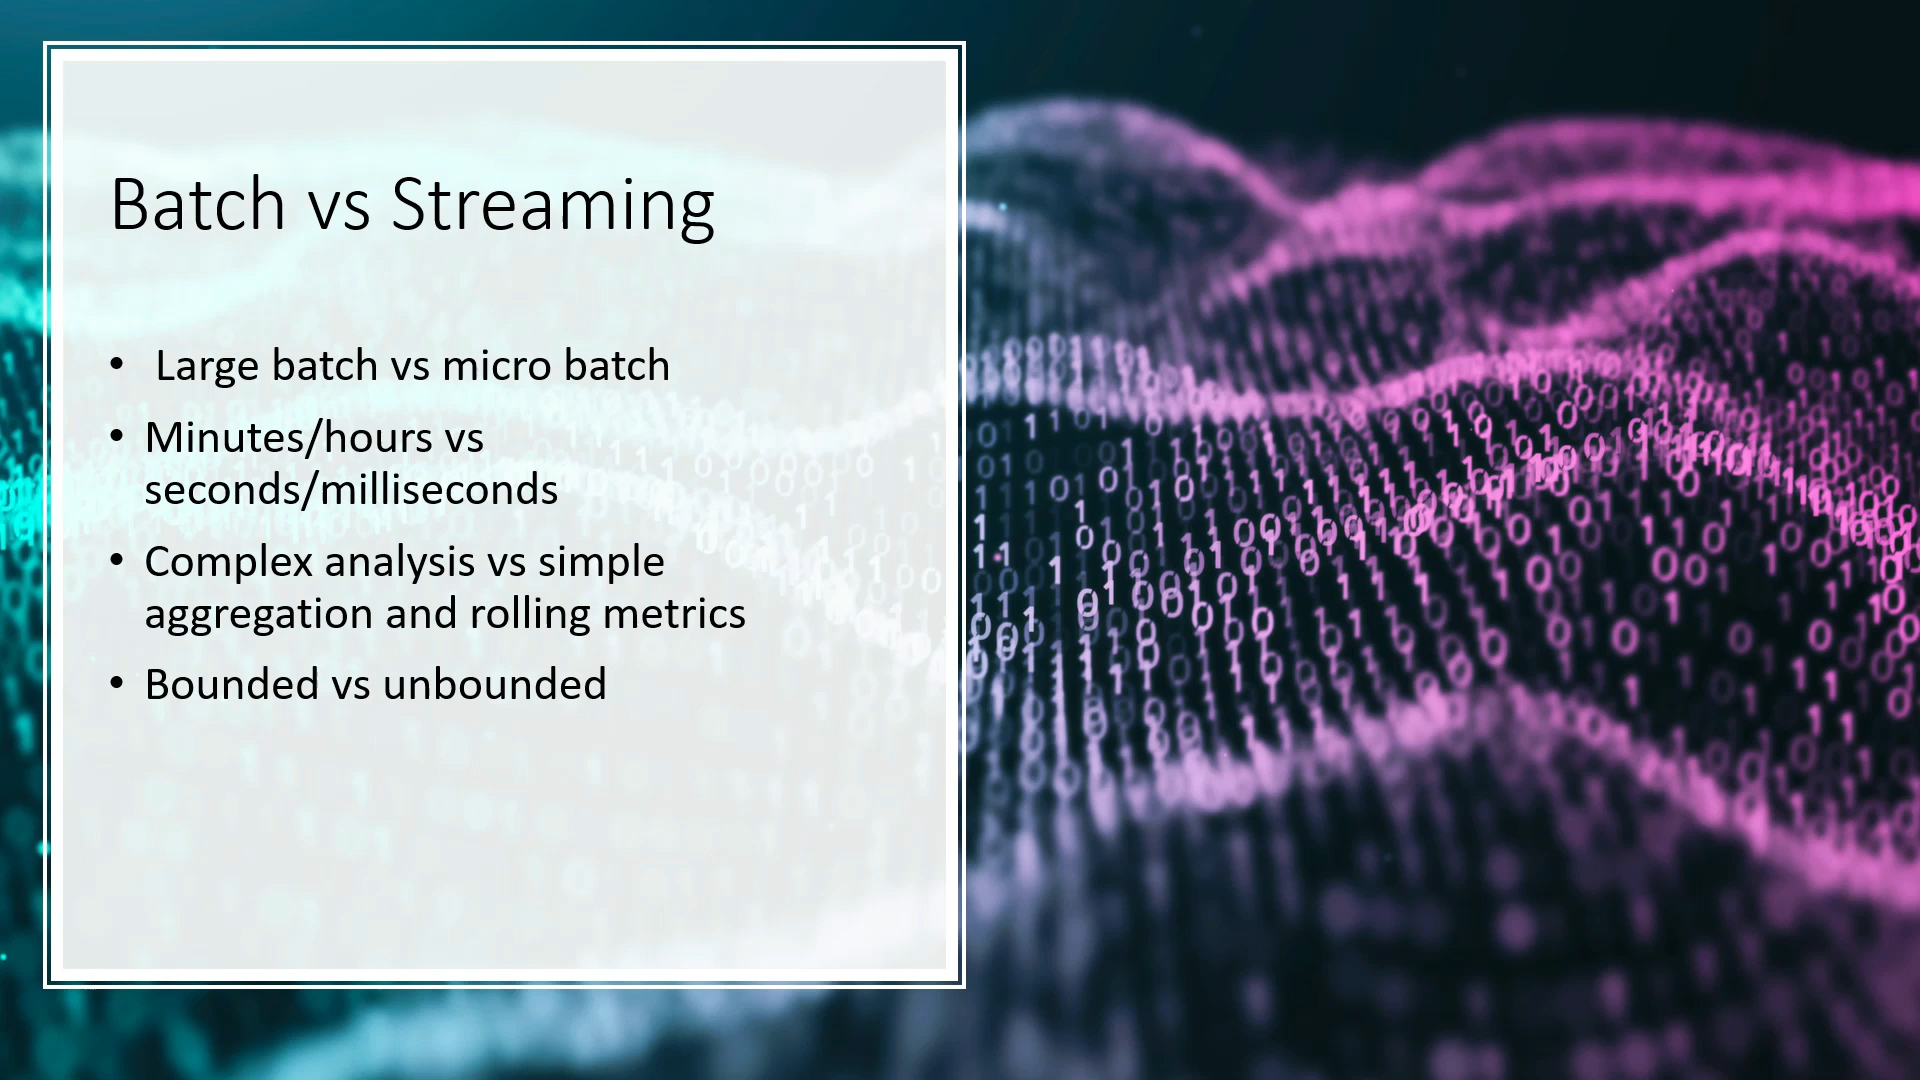 Batch vs Streaming
• Large batch vs micro batch
• Minutes/hours vs
seconds/milliseconds
• Complex analysis vs simple
aggregation and rolling metrics
• Bounded vs unbounded